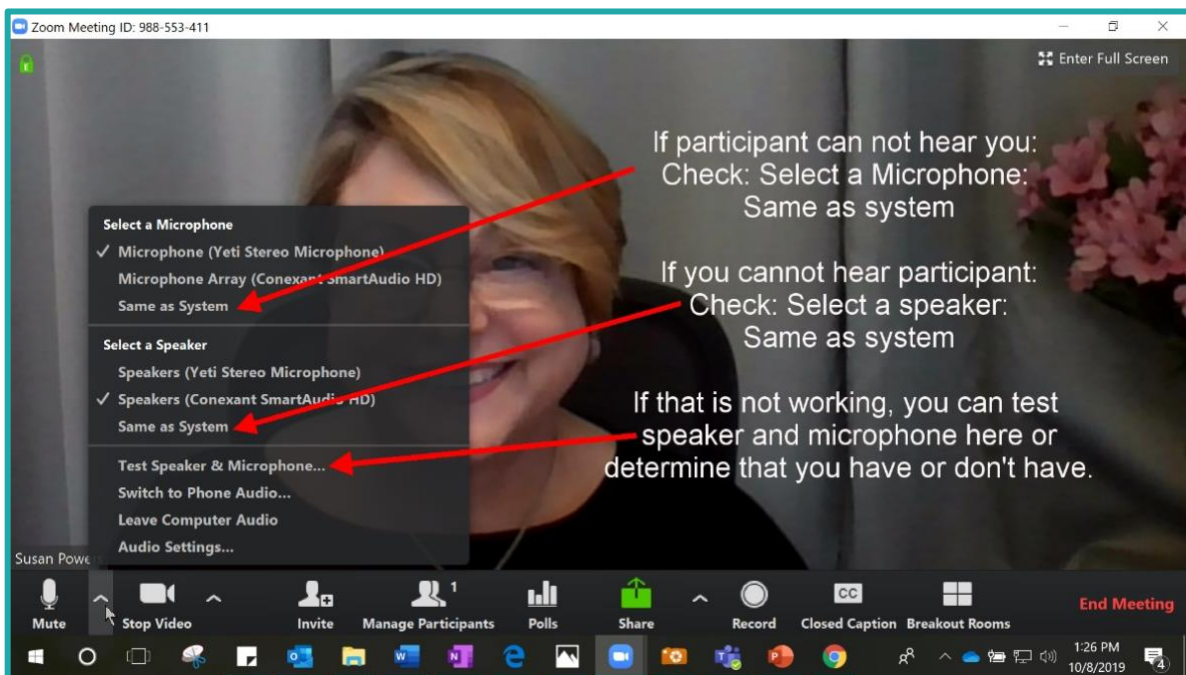 Zoom Meeting ID: 988-553-411
Enter Full Screen
If participant can not hear you:
Check: Select a Microphone:
Same as system
If you cannot hear participant:
Check: Select a speaker:
Same as system
If that is not working, you can test
speaker and microphone here or
determine that you have or don't have.
Select a Microphone
✓ Microphone (Yeti Stereo Microphone)
Microphone Array (Conexant SmartAudio HD)
Same as System
Select a Speaker
Speakers (Yeti Stereo Microphone)
✓ Speakers (Conexant SmartAudio HD)
Same as System
Test Speaker & Microphone...
Switch to Phone Audio...
Leave Computer Audio
Audio Settings...
Susan Powe
1
CC
Mute
Stop Video
Invite
Manage Participants
Polls
Share
Record
Closed Caption
Breakout Rooms
End Meeting
1:26 PM
10/8/2019
4